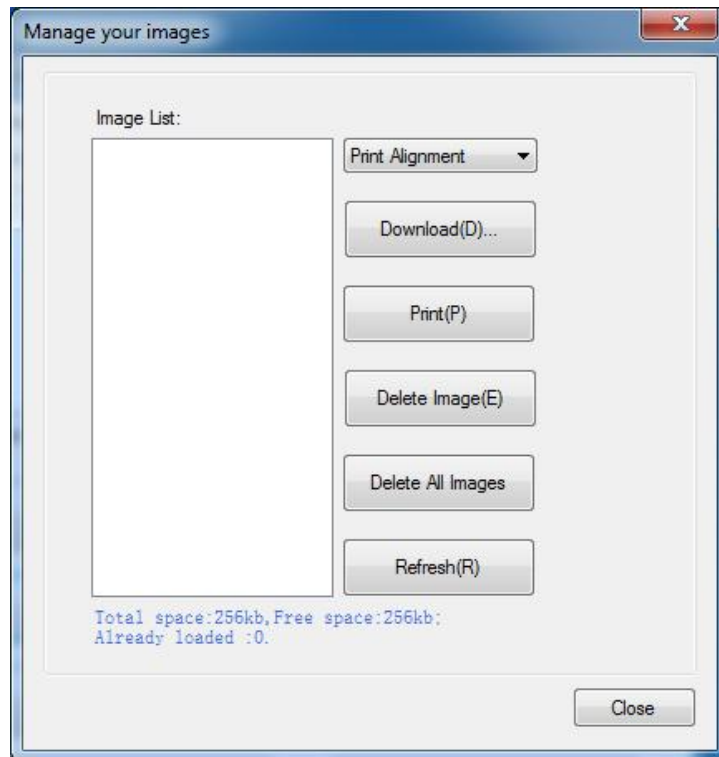 Manage your images
Image List:
Print Alignment
Download(D)...
Print(P)
Delete Image(E)
Delete All Images
Refresh(R)
Total space:256kb,Free space:256kb;
Already loaded :0.
Close